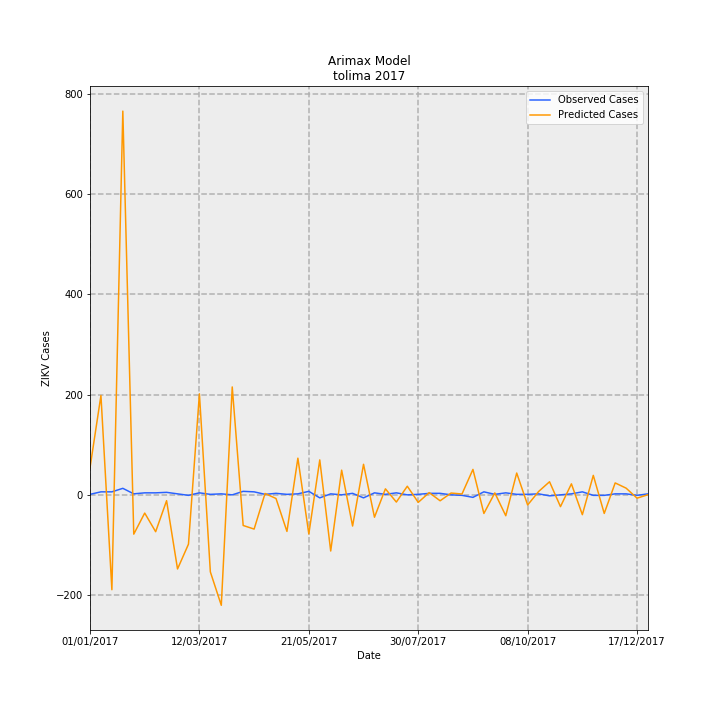 Arimax Model
tolima 2017
Observed Cases
Predicted Cases
800
600
400
200
0
−200
ZIKV Cases
01/01/2017
12/03/2017
21/05/2017
30/07/2017
08/10/2017
17/12/2017
Date